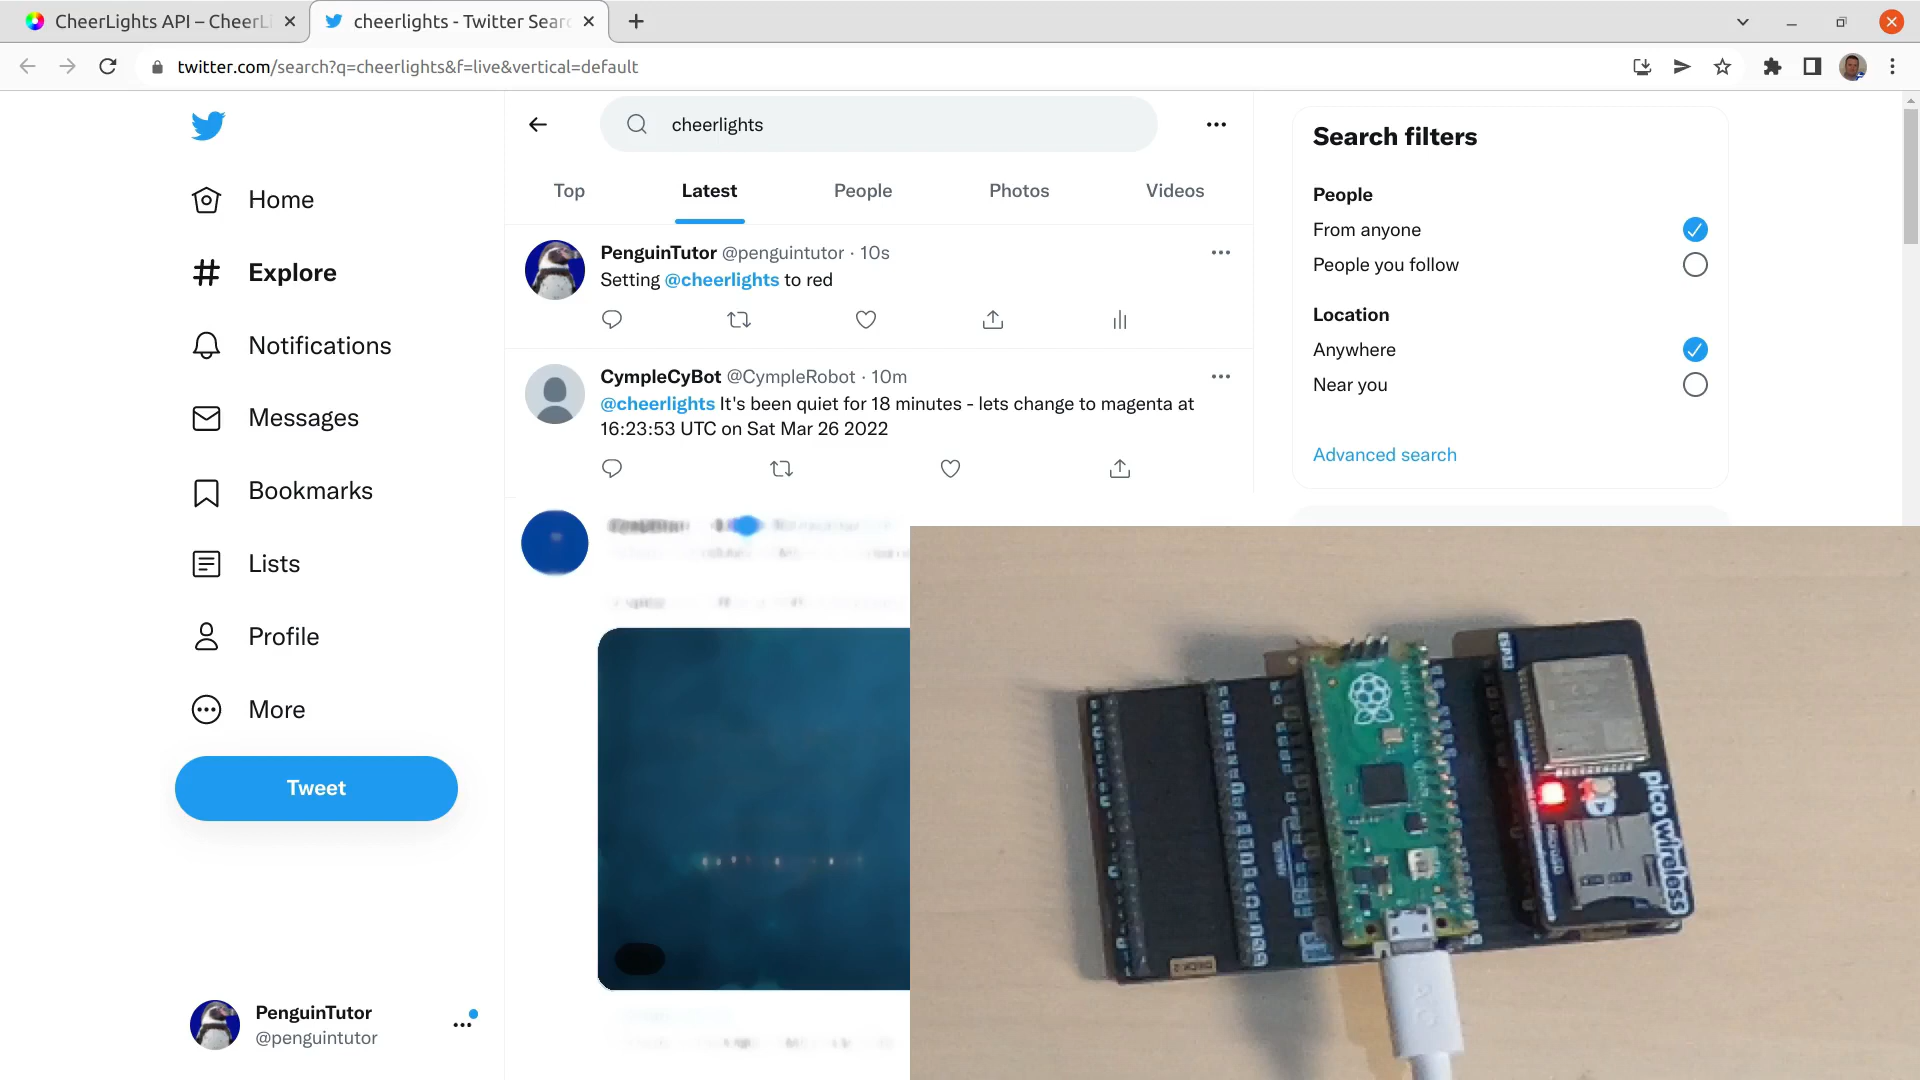 CheerLights API – CheerLi
cheerlights - Twitter Searc
twitter.com/search?q=cheerlights&f=live&vertical=default
cheerlights
Top
Latest
People
Photos
Videos
Home
Explore
Notifications
Messages
Bookmarks
Lists
Profile
More
Tweet
PenguinTutor
@penguintutor
PenguinTutor @penguintutor · 10s
Setting @cheerlights to red
CympleCyBot @CympleRobot · 10m
@cheerlights It's been quiet for 18 minutes - lets change to magenta at
16:23:53 UTC on Sat Mar 26 2022
Search filters
People
From anyone
People you follow
Location
Anywhere
Near you
Advanced search
ESP32
pico wireless
DECK 2